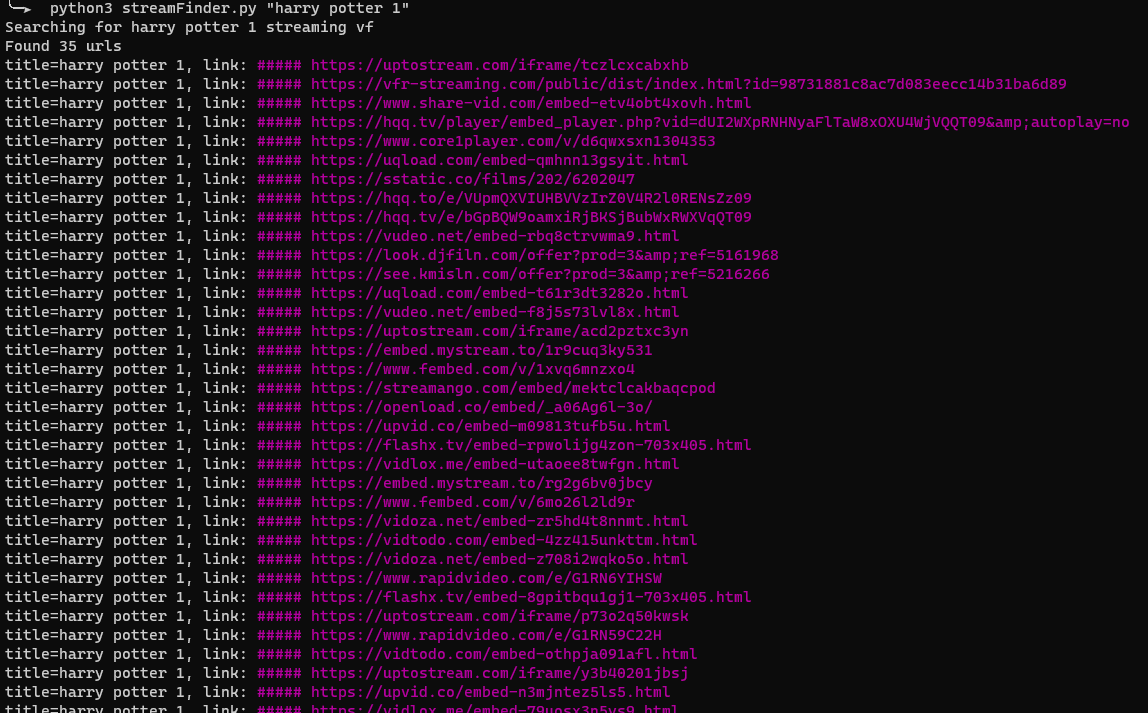 python3 streamFinder.py "harry potter 1"
Searching for harry potter 1 streaming vf
Found 35 urls
title=harry potter 1, link: ##### https://uptostream.com/iframe/tczlcxcabxhb
title=harry potter 1, link: ##### https://vfr-streaming.com/public/dist/index.html?id=98731881c8ac7d083eecc14b31ba6d89
title=harry potter 1, link: ##### https://www.share-vid.com/embed-etv4obt4xovh.html
title=harry potter 1, link: ##### https://hqq.tv/player/embed_player.php?vid=dUI2WXpRNHNyaFlTaW8xOXU4WjVQQT09&amp;autoplay=no
title=harry potter 1, link: ##### https://www.core1player.com/v/d6qwxsxn1304353
title=harry potter 1, link: ##### https://uqload.com/embed-qmhnn13gsyit.html
title=harry potter 1, link: ##### https://sstatic.co/films/202/6202047
title=harry potter 1, link: ##### https://hqq.to/e/VUpmQXVIUHBVVzIrZ0V4R2l0RENsZz09
title=harry potter 1, link: ##### https://hqq.tv/e/bGpBQW9oamxiRjBKSjBubWxRWXVqQT09
title=harry potter 1, link: ##### https://vudeo.net/embed-rbq8ctrvwma9.html
title=harry potter 1, link: ##### https://look.djfiln.com/offer?prod=3&amp;ref=5161968
title=harry potter 1, link: ##### https://see.kmisln.com/offer?prod=3&amp;ref=5216266
title=harry potter 1, link: ##### https://uqload.com/embed-t61r3dt3282o.html
title=harry potter 1, link: ##### https://vudeo.net/embed-f8j5s73lvl8x.html
title=harry potter 1, link: ##### https://uptostream.com/iframe/acd2pztxc3yn
title=harry potter 1, link: ##### https://embed.mystream.to/1r9cuq3ky531
title=harry potter 1, link: ##### https://www.fembed.com/v/1xvq6mnzxo4
title=harry potter 1, link: ##### https://streamango.com/embed/mektclcakbaqcpod
title=harry potter 1, link: ##### https://openload.co/embed/_a06Ag6l-3o/
title=harry potter 1, link: ##### https://upvid.co/embed-m09813tufb5u.html
title=harry potter 1, link: ##### https://flashx.tv/embed-rpwolijg4zon-703x405.html
title=harry potter 1, link: ##### https://vidlox.me/embed-utaoee8twfgn.html
title=harry potter 1, link: ##### https://embed.mystream.to/rg2g6bv0jbcy
title=harry potter 1, link: ##### https://www.fembed.com/v/6mo26l2ld9r
title=harry potter 1, link: ##### https://vidoza.net/embed-zr5hd4t8nnmt.html
title=harry potter 1, link: ##### https://vidtodo.com/embed-4zz415unkttm.html
title=harry potter 1, link: ##### https://vidoza.net/embed-z708i2wqko5o.html
title=harry potter 1, link: ##### https://www.rapidvideo.com/e/G1RN6YIHSW
title=harry potter 1, link: ##### https://flashx.tv/embed-8gpitbqu1gj1-703x405.html
title=harry potter 1, link: ##### https://uptostream.com/iframe/p73o2q50kwsk
title=harry potter 1, link: ##### https://www.rapidvideo.com/e/G1RN59C22H
title=harry potter 1, link: ##### https://vidtodo.com/embed-othpja091afl.html
title=harry potter 1, link: ##### https://uptostream.com/iframe/y3b40201jbsj
title=harry potter 1, link: ##### https://upvid.co/embed-n3mjntez5ls5.html
title=harry potter 1, link: #####